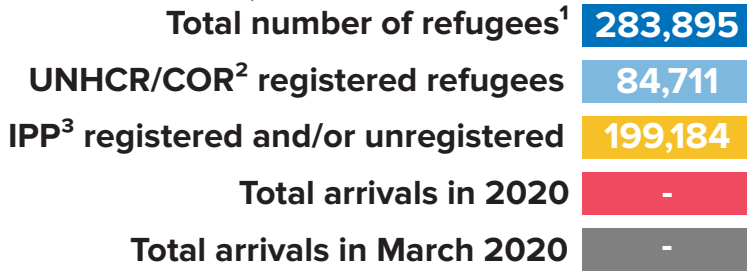 Total number of refugees¹ 283,895
UNHCR/COR² registered refugees 84,711
IPP³ registered and/or unregistered 199,184
Total arrivals in 2020 -
Total arrivals in March 2020 -